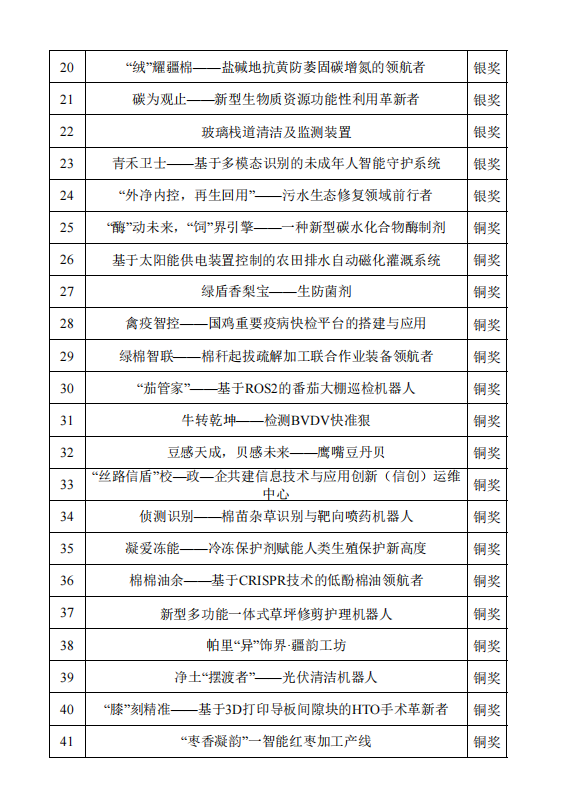 20 “绒”耀疆棉——盐碱地抗黄防萎固碳增氮的领航者 银奖
21 碳为观止——新型生物质资源功能性利用革新者 银奖
22 玻璃栈道清洁及监测装置 银奖
23 青禾卫士——基于多模态识别的未成年人智能守护系统 银奖
24 “外净内控，再生回用”——污水生态修复领域前行者 银奖
25 “酶”动未来，“饲”界引擎——一种新型碳水化合物酶制剂 铜奖
26 基于太阳能供电装置控制的农田排水自动磁化灌溉系统 铜奖
27 绿盾香梨宝——生防菌剂 铜奖
28 禽疫智控——国鸡重要疫病快检平台的搭建与应用 铜奖
29 绿棉智联——棉秆起拔疏解加工联合作业装备领航者 铜奖
30 “茄管家”——基于ROS2的番茄大棚巡检机器人 铜奖
31 牛转乾坤——检测BVDV快准狠 铜奖
32 豆感天成，贝感未来——鹰嘴豆丹贝 铜奖
33 “丝路信盾”校—政—企共建信息技术与应用创新（信创）运维
中心 铜奖
34 侦测识别——棉苗杂草识别与靶向喷药机器人 铜奖
35 凝爱冻能——冷冻保护剂赋能人类生殖保护新高度 铜奖
36 棉棉油余——基于CRISPR技术的低酚棉油领航者 铜奖
37 新型多功能一体式草坪修剪护理机器人 铜奖
38 帕里“异”饰界·疆韵工坊 铜奖
39 净土“摆渡者”——光伏清洁机器人 铜奖
40 “膝”刻精准——基于3D打印导板间隙块的HTO手术革新者 铜奖
41 “枣香凝韵”一智能红枣加工产线 铜奖